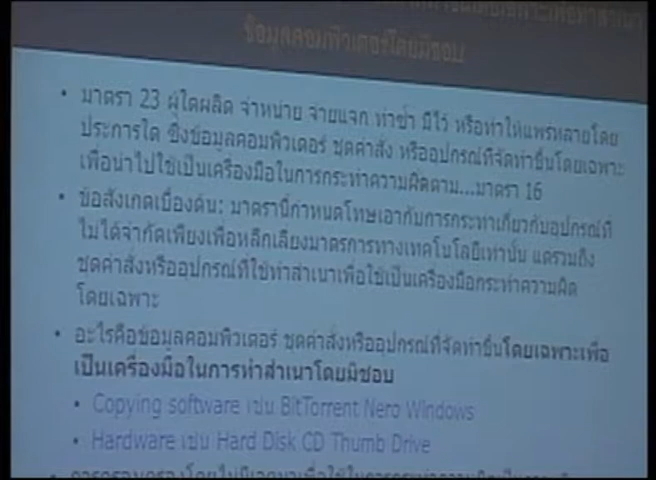 ข้อมูลคอมพิวเตอร์โดยมิชอบ
• มาตรา 23 ผู้ใดผลิต จำหน่าย จ่ายแจก ทำซ้ำ มีไว้ หรือทำให้แพร่หลายโดย
ประการใด ซึ่งข้อมูลคอมพิวเตอร์ ชุดคำสั่ง หรืออุปกรณ์ที่จัดทำขึ้นโดยเฉพาะ
เพื่อนำไปใช้เป็นเครื่องมือในการกระทำความผิดตาม...มาตรา 16
• ข้อสังเกตเบื้องต้น: มาตรานี้กำหนดโทษเอากับการกระทำเกี่ยวกับอุปกรณ์ที่
ไม่ได้จำกัดเพียงเพื่อหลีกเลี่ยงมาตรการทางเทคโนโลยีเท่านั้น แต่รวมถึง
ชุดคำสั่งหรืออุปกรณ์ที่ใช้ทำสำเนาเพื่อใช้เป็นเครื่องมือกระทำความผิด
โดยเฉพาะ
• อะไรคือข้อมูลคอมพิวเตอร์ ชุดคำสั่งหรืออุปกรณ์ที่จัดทำขึ้นโดยเฉพาะเพื่อ
เป็นเครื่องมือในการทำสำเนาโดยมิชอบ
• Copying software เช่น BitTorrent Nero Windows
• Hardware เช่น Hard Disk CD Thumb Drive